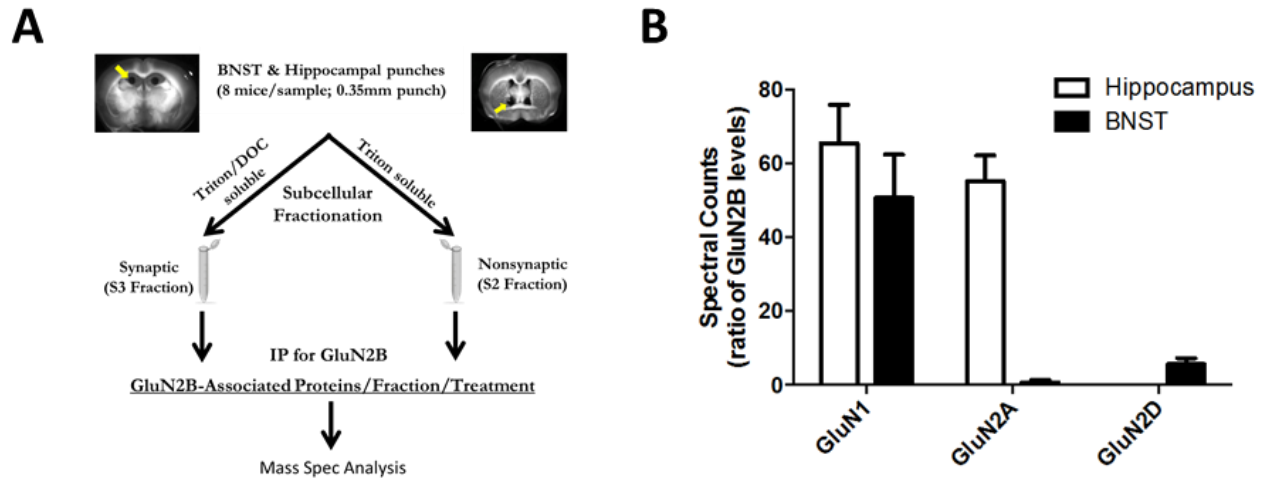 A
BNST & Hippocampal punches
(8 mice/sample; 0.35mm punch)
Triton/DOC
soluble
Triton soluble
Subcellular
Fractionation
Synaptic
(S3 Fraction)
Nonsynaptic
(S2 Fraction)
IP for GluN2B
GluN2B-Associated Proteins/Fraction/Treatment
Mass Spec Analysis
B
Hippocampus
BNST
Spectral Counts
(ratio of GluN2B levels)
80
60
40
20
0
GluN1
GluN2A
GluN2D